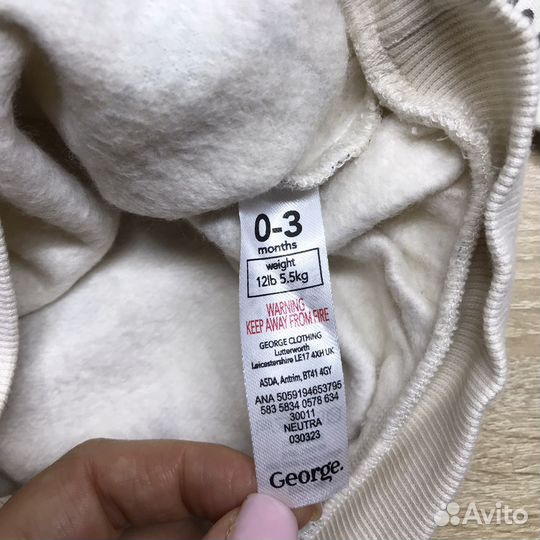 0-3
months
weight
12lb 5.5kg
WARNING
KEEP AWAY FROM FIRE
GEORGE CLOTHING
Lutterworth
Leicestershire LE17 4XH UK
ASDA, Antrim, BT41 4GY
ANA 5059194653795
583 5834 0578 634
30011
NEUTRA
030323
George.
Avito